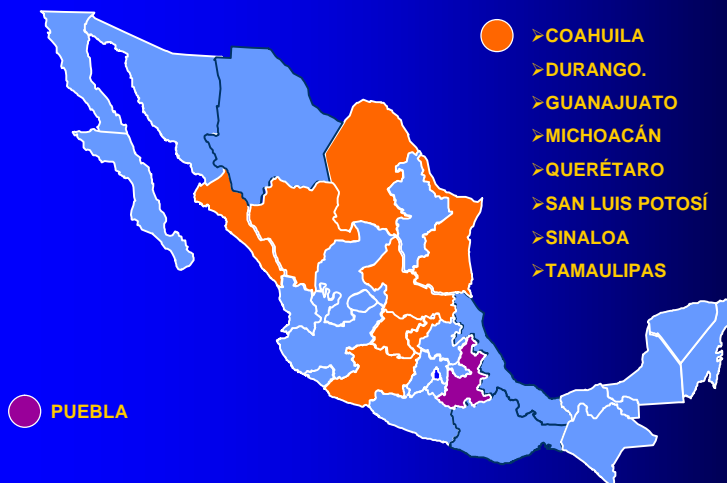 ➢COAHUILA
➢DURANGO.
➢GUANAJUATO
➢MICHOACÁN
➢QUERÉTARO
➢SAN LUIS POTOSÍ
➢SINALOA
➢TAMAULIPAS
PUEBLA